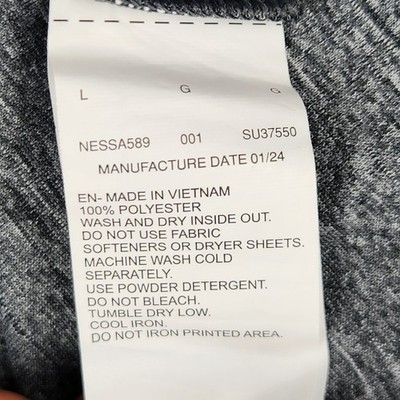 L G G
NESSA589 001 SU37550
MANUFACTURE DATE 01/24
EN- MADE IN VIETNAM
100% POLYESTER
WASH AND DRY INSIDE OUT.
DO NOT USE FABRIC
SOFTENERS OR DRYER SHEETS.
MACHINE WASH COLD
SEPARATELY.
USE POWDER DETERGENT.
DO NOT BLEACH.
TUMBLE DRY LOW.
COOL IRON.
DO NOT IRON PRINTED AREA.